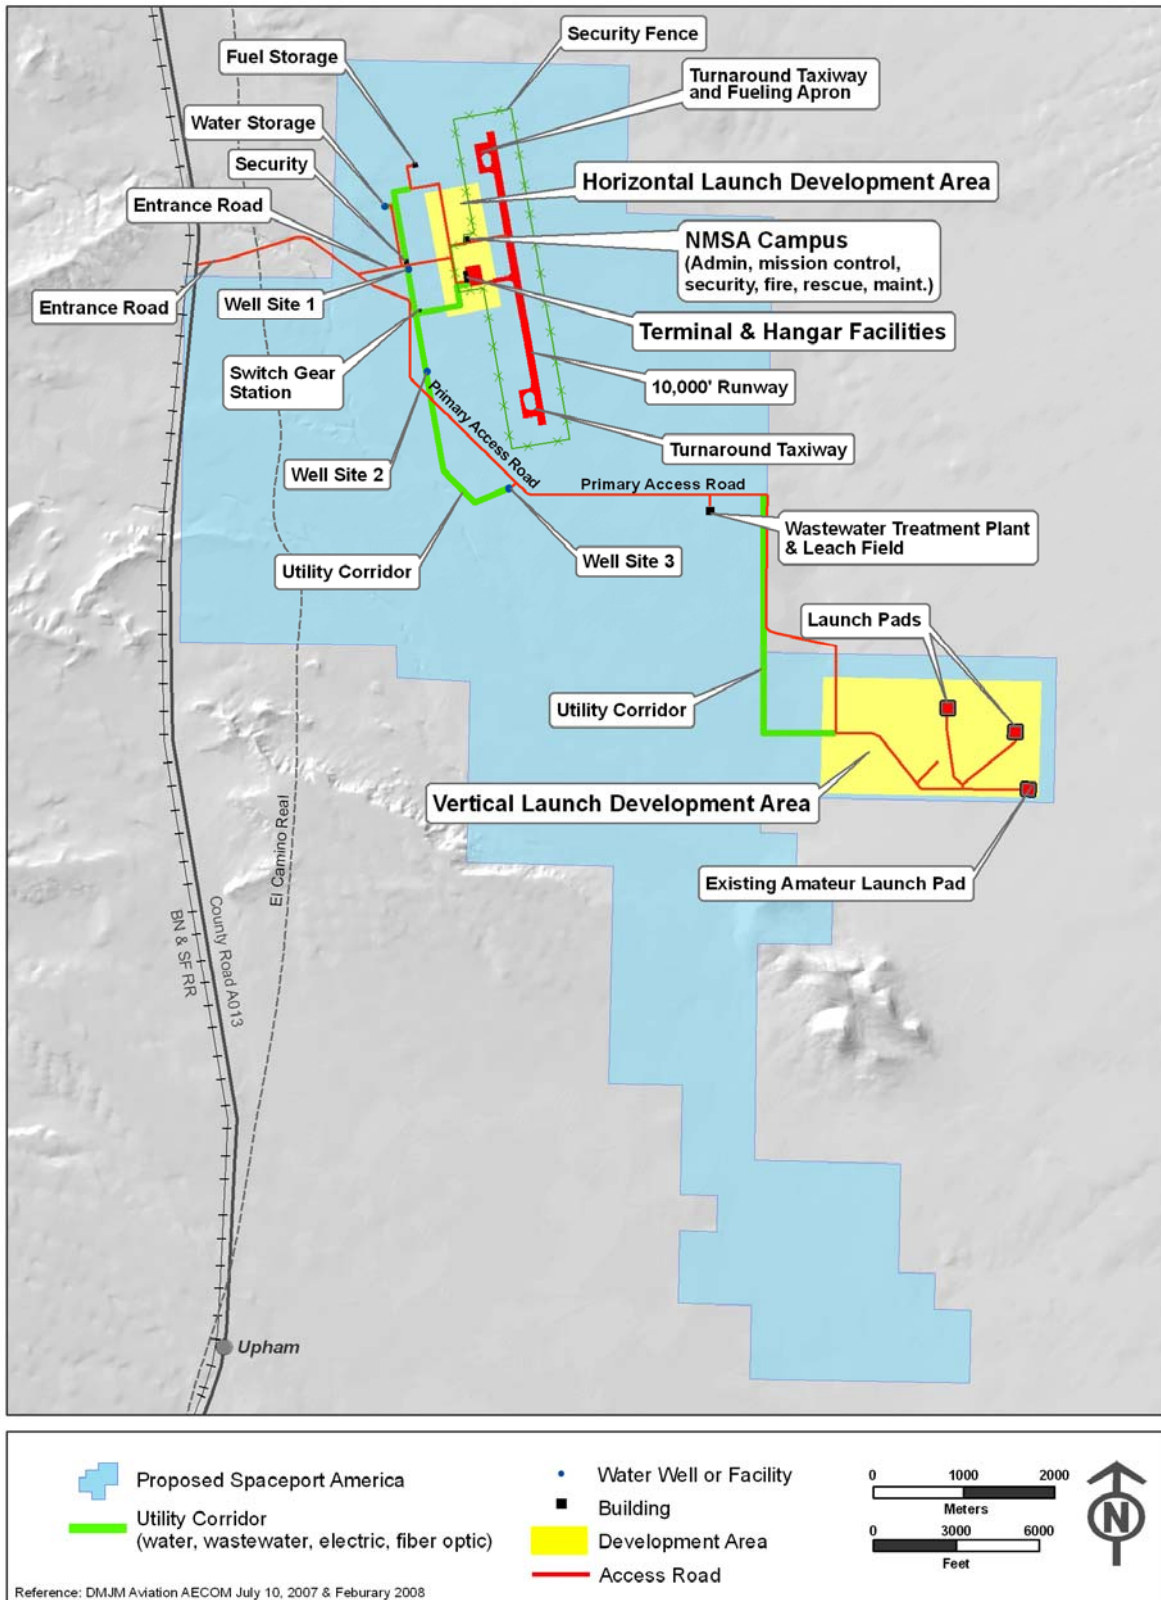 Security Fence
Fuel Storage
Turnaround Taxiway
and Fueling Apron
Water Storage
Security
Horizontal Launch Development Area
Entrance Road
NMSA Campus
(Admin, mission control,
security, fire, rescue, maint.)
Entrance Road
Well Site 1
Terminal & Hangar Facilities
Switch Gear
Station
10,000' Runway
Primary Access Road
Turnaround Taxiway
Well Site 2
Primary Access Road
Wastewater Treatment Plant
& Leach Field
Well Site 3
Utility Corridor
Launch Pads
Utility Corridor
Vertical Launch Development Area
El Camino Real
Existing Amateur Launch Pad
County Road A013
BN & SF RR
Upham
Proposed Spaceport America
Utility Corridor
(water, wastewater, electric, fiber optic)
Water Well or Facility
Building
Development Area
Access Road
0 1000 2000
Meters
0 3000 6000
Feet
N
Reference: DMJM Aviation AECOM July 10, 2007 & Feburary 2008